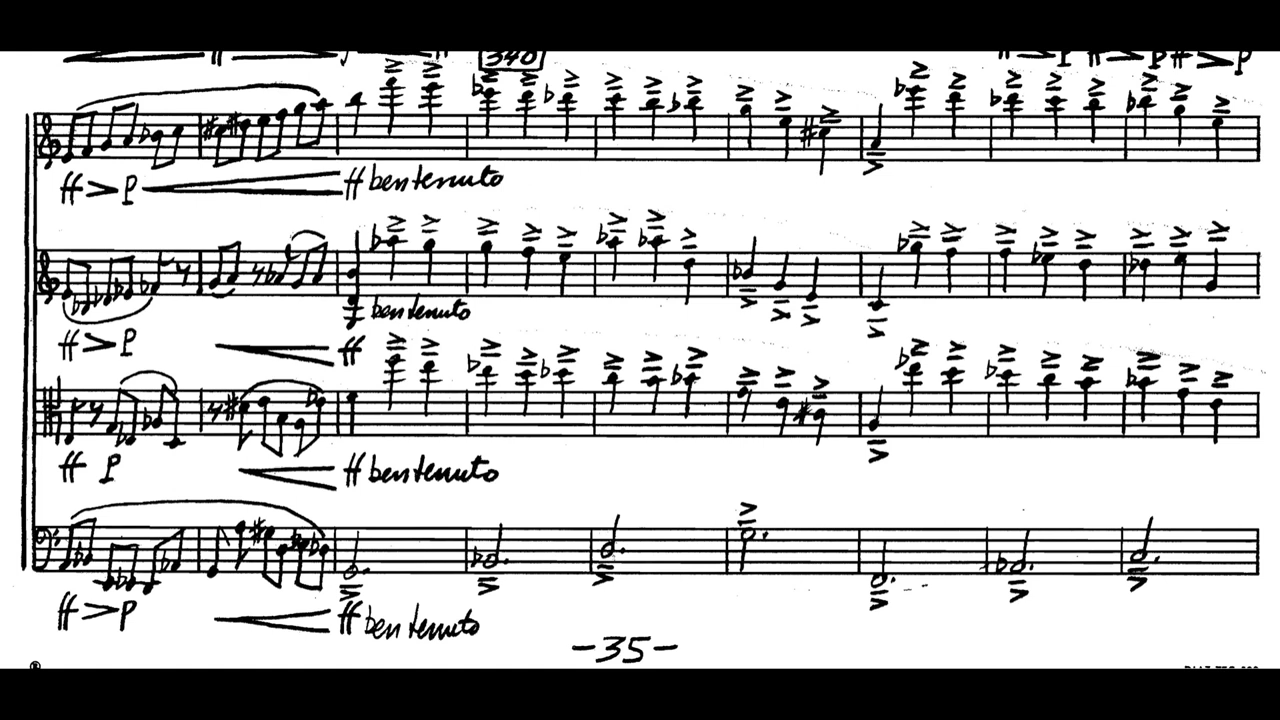 340
p p p
ff > p ff ben tenuto
ff > p ben tenuto ff
ff p ff ben tenuto
ff > p ff ben tenuto
-35-